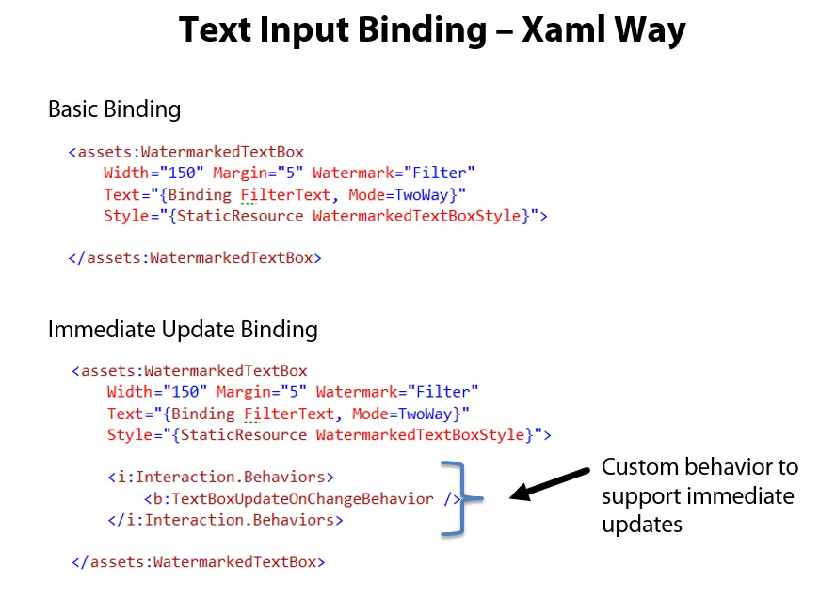 Text Input Binding – Xaml Way
Basic Binding
<assets:WatermarkedTextBox
Width="150" Margin="5" Watermark="Filter"
Text="{Binding FilterText, Mode=TwoWay}"
Style="{StaticResource WatermarkedTextBoxStyle}">
</assets:WatermarkedTextBox>
Immediate Update Binding
<assets:WatermarkedTextBox
Width="150" Margin="5" Watermark="Filter"
Text="{Binding FilterText, Mode=TwoWay}"
Style="{StaticResource WatermarkedTextBoxStyle}">
<i:Interaction.Behaviors>
<b:TextBoxUpdateOnChangeBehavior />
</i:Interaction.Behaviors>
</assets:WatermarkedTextBox>
Custom behavior to
support immediate
updates